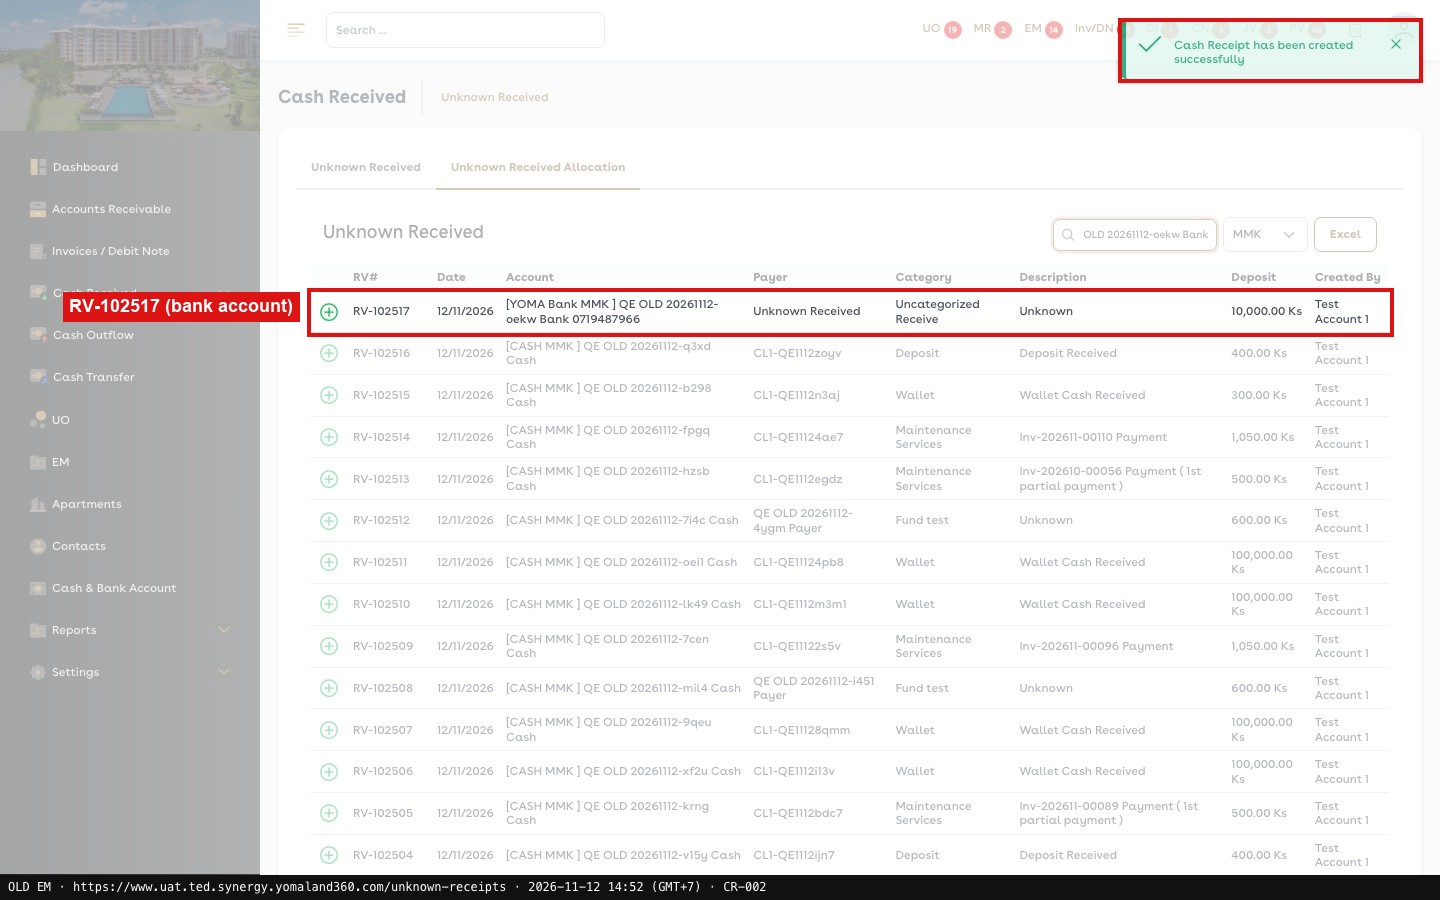 Search ...
UO 19 MR 2 EM 14 Inv/DN
Cash Receipt has been created
successfully
Cash Received
Unknown Received
Dashboard
Accounts Receivable
Invoices / Debit Note
RV-102517 (bank account)
Cash Outflow
Cash Transfer
UO
EM
Apartments
Contacts
Cash & Bank Account
Reports
Settings
Unknown Received
Unknown Received Allocation
Unknown Received
OLD 20261112-oekw Bank
MMK
Excel
RV# Date Account Payer Category Description Deposit Created By
RV-102517 12/11/2026 [YOMA Bank MMK ] QE OLD 20261112-oekw Bank 0719487966 Unknown Received Uncategorized Receive Unknown 10,000.00 Ks Test Account 1
RV-102516 12/11/2026 [CASH MMK ] QE OLD 20261112-q3xd Cash CL1-QE1112zoyv Deposit Deposit Received 400.00 Ks Test Account 1
RV-102515 12/11/2026 [CASH MMK ] QE OLD 20261112-b298 Cash CL1-QE1112n3aj Wallet Wallet Cash Received 300.00 Ks Test Account 1
RV-102514 12/11/2026 [CASH MMK ] QE OLD 20261112-fpgq Cash CL1-QE11124ae7 Maintenance Services Inv-202611-00110 Payment 1,050.00 Ks Test Account 1
RV-102513 12/11/2026 [CASH MMK ] QE OLD 20261112-hzsb Cash CL1-QE1112egdz Maintenance Services Inv-202610-00056 Payment ( 1st partial payment ) 500.00 Ks Test Account 1
RV-102512 12/11/2026 [CASH MMK ] QE OLD 20261112-7i4c Cash QE OLD 20261112-4ygm Payer Fund test Unknown 600.00 Ks Test Account 1
RV-102511 12/11/2026 [CASH MMK ] QE OLD 20261112-oei1 Cash CL1-QE11124pb8 Wallet Wallet Cash Received 100,000.00 Ks Test Account 1
RV-102510 12/11/2026 [CASH MMK ] QE OLD 20261112-lk49 Cash CL1-QE1112m3m1 Wallet Wallet Cash Received 100,000.00 Ks Test Account 1
RV-102509 12/11/2026 [CASH MMK ] QE OLD 20261112-7cen Cash CL1-QE11122s5v Maintenance Services Inv-202611-00096 Payment 1,050.00 Ks Test Account 1
RV-102508 12/11/2026 [CASH MMK ] QE OLD 20261112-mil4 Cash QE OLD 20261112-i451 Payer Fund test Unknown 600.00 Ks Test Account 1
RV-102507 12/11/2026 [CASH MMK ] QE OLD 20261112-9qeu Cash CL1-QE11128qmm Wallet Wallet Cash Received 100,000.00 Ks Test Account 1
RV-102506 12/11/2026 [CASH MMK ] QE OLD 20261112-xf2u Cash CL1-QE1112i13v Wallet Wallet Cash Received 100,000.00 Ks Test Account 1
RV-102505 12/11/2026 [CASH MMK ] QE OLD 20261112-krng Cash CL1-QE1112bdc7 Maintenance Services Inv-202611-00089 Payment ( 1st partial payment ) 500.00 Ks Test Account 1
RV-102504 12/11/2026 [CASH MMK ] QE OLD 20261112-v15y Cash CL1-QE1112ijn7 Deposit Deposit Received 400.00 Ks Test Account 1
OLD EM · https://www.uat.ted.synergy.yomaland360.com/unknown-receipts · 2026-11-12 14:52 (GMT+7) · CR-002